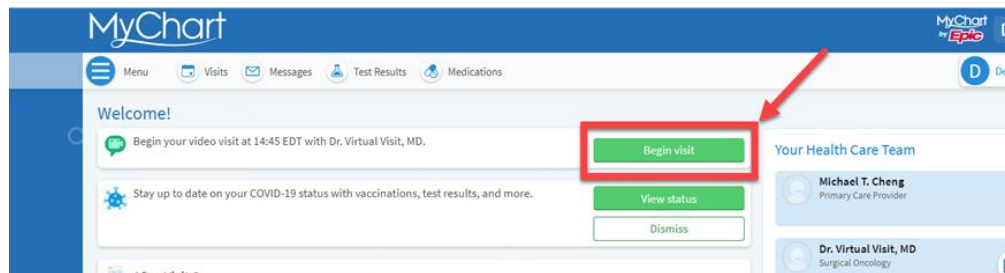 MyChart
MyChart
by Epic
Menu Visits Messages Test Results Medications
D
Welcome!
Begin your video visit at 14:45 EDT with Dr. Virtual Visit, MD.
Begin visit
Stay up to date on your COVID-19 status with vaccinations, test results, and more.
View status
Dismiss
Your Health Care Team
Michael T. Cheng
Primary Care Provider
Dr. Virtual Visit, MD
Surgical Oncology